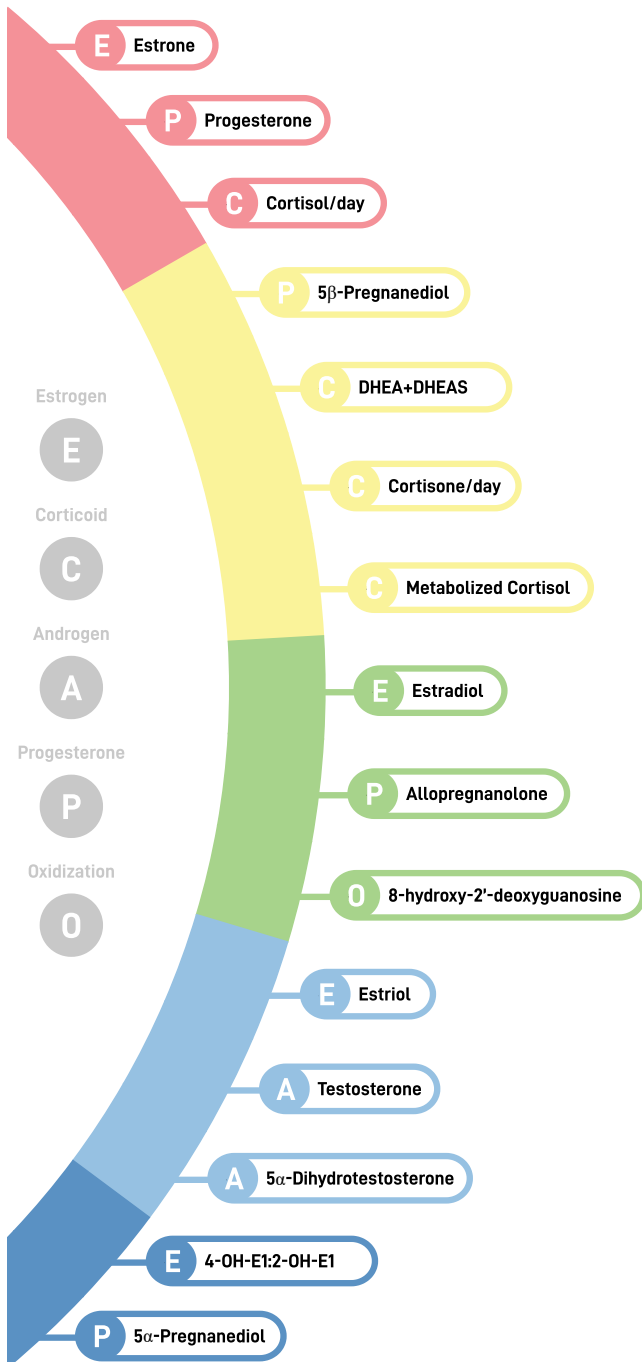 E Estrone
P Progesterone
C Cortisol/day
P 5β-Pregnanediol
C DHEA+DHEAS
Estrogen
E
C Cortisone/day
Corticoid
C
C Metabolized Cortisol
Androgen
A
E Estradiol
Progesterone
P
P Allopregnanolone
Oxidization
O
O 8-hydroxy-2'-deoxyguanosine
E Estriol
A Testosterone
A 5α-Dihydrotestosterone
E 4-OH-E1:2-OH-E1
P 5α-Pregnanediol